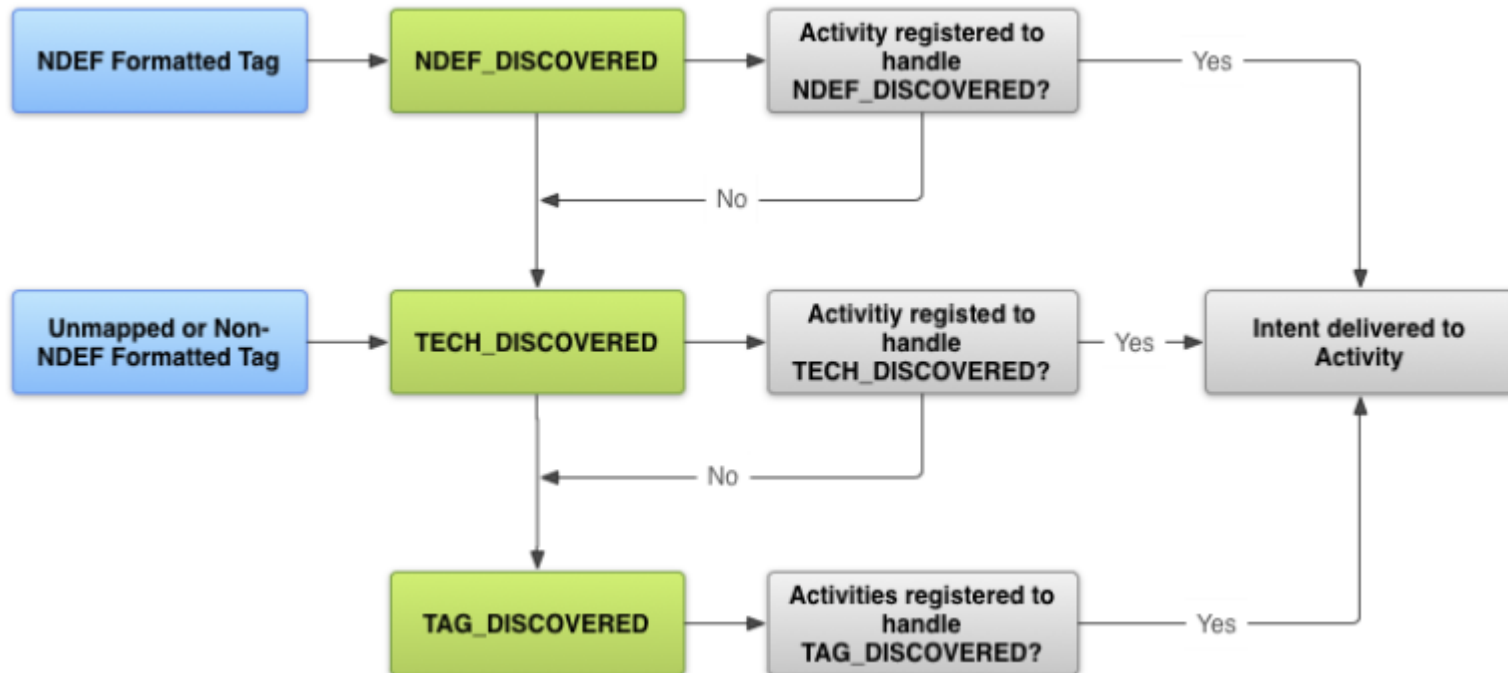 NDEF Formatted Tag
NDEF_DISCOVERED
Activity registered to
handle
NDEF_DISCOVERED?
Yes
No
Unmapped or Non-
NDEF Formatted Tag
TECH_DISCOVERED
Activitiy registed to
handle
TECH_DISCOVERED?
Yes
Intent delivered to
Activity
No
TAG_DISCOVERED
Activities registered to
handle
TAG_DISCOVERED?
Yes